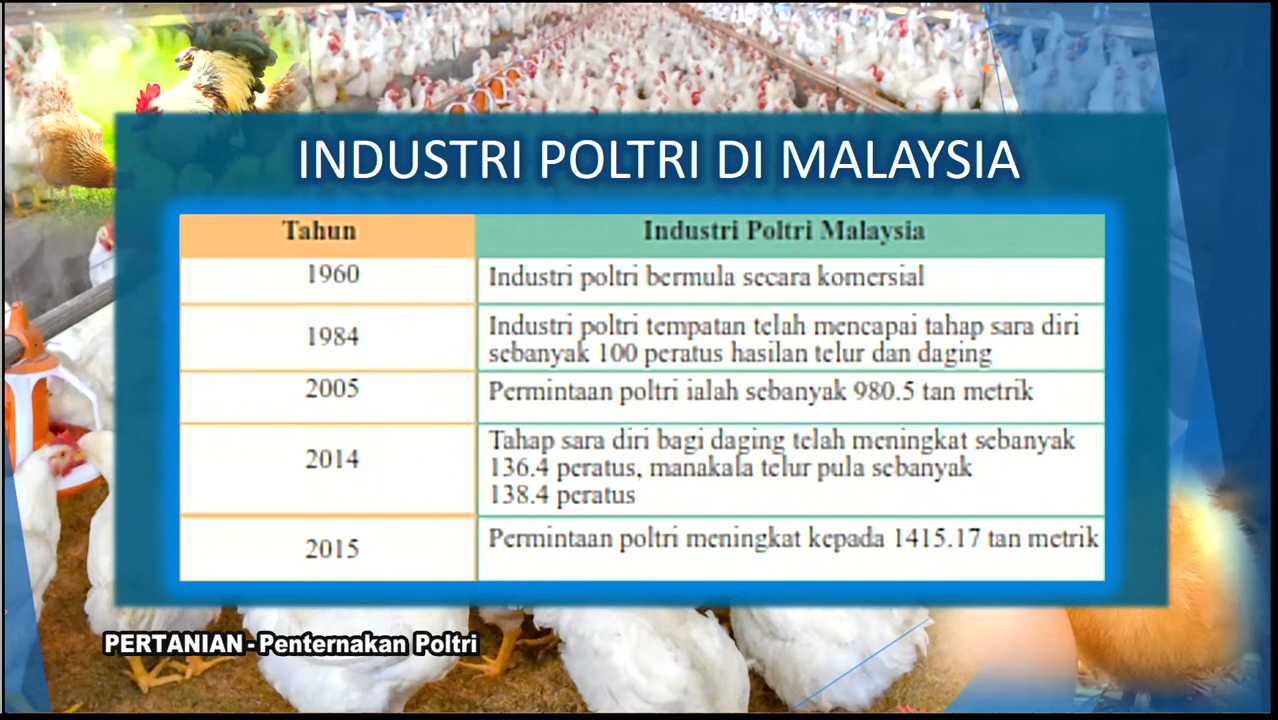 INDUSTRI POLTRI DI MALAYSIA
Tahun Industri Poltri Malaysia
1960 Industri poltri bermula secara komersial
1984 Industri poltri tempatan telah mencapai tahap sara diri
sebanyak 100 peratus hasilan telur dan daging
2005 Permintaan poltri ialah sebanyak 980.5 tan metrik
2014 Tahap sara diri bagi daging telah meningkat sebanyak
136.4 peratus, manakala telur pula sebanyak
138.4 peratus
2015 Permintaan poltri meningkat kepada 1415.17 tan metrik
PERTANIAN - Penternakan Poltri